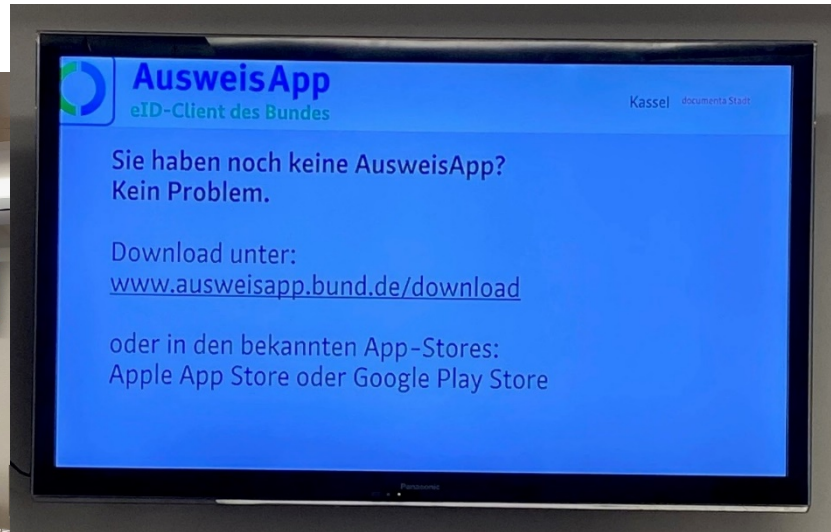 AusweisApp
eID-Client des Bundes
Kassel documenta Stadt
Sie haben noch keine AusweisApp?
Kein Problem.
Download unter:
www.ausweisapp.bund.de/download
oder in den bekannten App-Stores:
Apple App Store oder Google Play Store
Panasonic